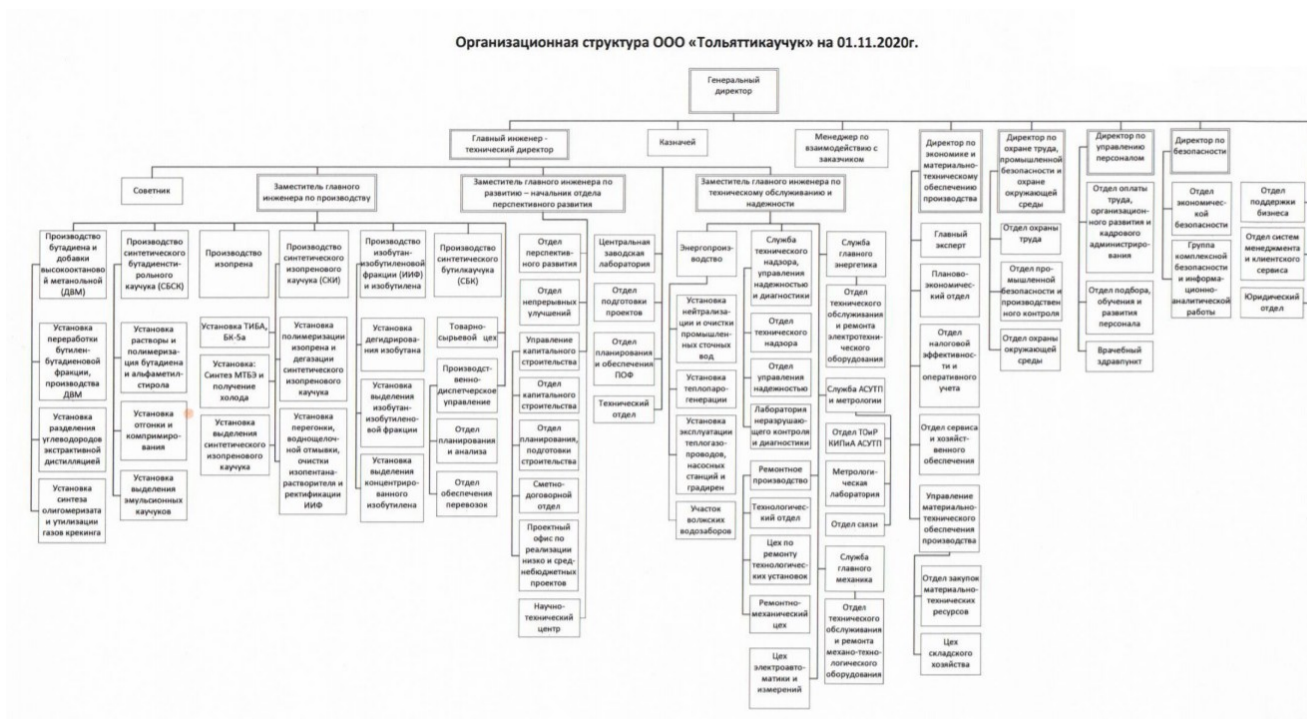 Организационная структура ООО «Тольяттикаучук» на 01.11.2020г.
Генеральный
директор
Главный инженер -
технический директор
Казначей
Менеджер по
взаимодействию с
заказчиком
Директор по
экономике и
материально-
техническому
обеспечению
производства
Директор по
охране труда,
промышленной
безопасности и
охране
окружающей
среды
Директор по
управлению
персоналом
Директор по
безопасности
Советник
Заместитель главного
инженера по производству
Заместитель главного инженера по
развитию – начальник отдела
перспективного развития
Заместитель главного инженера по
техническому обслуживанию и
надежности
Производство
бутадиена и
добавки
высокооктаново
й метанольной
(ДВМ)
Установка
переработки
бутилен-
бутадиеновой
фракции,
производства
ДВМ
Установка
разделения
углеводородов
экстрактивной
дистилляцией
Установка
синтеза
олигомеризата
и утилизации
газов крекинга
Производство
синтетического
бутадиенсти-
рольного
каучука (СБСК)
Установка
растворы и
полимериза-
ция бутадиена
и альфаметил-
стирола
Установка
отгонки и
компримиро-
вания
Установка
выделения
эмульсионных
каучуков
Производство
изопрена
Установка ТИБА,
БК-5а
Установка:
Синтез МТБЭ и
получение
холода
Установка
выделения
синтетического
изопренового
каучука
Производство
синтетического
изопренового
каучука (СКИ)
Установка
полимеризации
изопрена и
дегазации
синтетического
изопренового
каучука
Установка
перегонки,
воднощелоч-
ной отмывки,
очистки
изопентана-
растворителя и
ректификации
ИИФ
Производство
изобутан-
изобутиленовой
фракции (ИИФ) и
изобутилена
Установка
дегидрирова-
ния изобутана
Установка
выделения
изобутан-
изобутилено-
вой фракции
Установка
выделения
концентриро-
ванного
изобутилена
Производство
синтетического
бутилкаучука
(СБК)
Товарно-
сырьевой цех
Производст-
венно-
диспетчерское
управление
Отдел
планирования
и анализа
Отдел
обеспечения
перевозок
Отдел
перспектив-
ного развития
Отдел
непрерывных
улучшений
Управление
капитального
строительства
Отдел
капитального
строительства
Отдел
планирования,
подготовки
строительства
Сметно-
договорной
отдел
Проектный
офис по
реализации
низко и сред-
небюджетных
проектов
Научно-
технический
центр
Центральная
заводская
лаборатория
Отдел
подготовки
проектов
Отдел
планирования
и обеспечения
ПОФ
Технический
отдел
Энергопроиз-
водство
Установка
нейтрализа-
ции и очистки
промышлен-
ных сточных
вод
Установка
теплопаро-
генерации
Установка
эксплуатации
теплогазо-
проводов,
насосных
станций и
градирен
Участок
волжских
водозаборов
Служба
технического
надзора,
управления
надежностью
и диагностики
Отдел
технического
надзора
Отдел
управления
надежностью
Лаборатория
неразрушаю-
щего контроля
и диагностики
Ремонтное
производство
Технологичес-
кий отдел
Цех по
ремонту
технологичес-
ких установок
Ремонтно-
механический
цех
Цех
электроавто-
матики и
измерений
Служба
главного
энергетика
Отдел
технического
обслуживания
и ремонта
электротехни-
ческого
оборудования
Служба АСУТП
и метрологии
Отдел ТОиР
КИПиА АСУТП
Метрологи-
ческая
лаборатория
Отдел связи
Служба
главного
механика
Отдел
технического
обслуживания
и ремонта
механо-техно-
логического
оборудования
Главный
эксперт
Планово-
экономичес-
кий отдел
Отдел
налоговой
эффективнос-
ти и
оперативного
учета
Отдел сервиса
и хозяйст-
венного
обеспечения
Управление
материально-
технического
обеспечения
производства
Отдел закупок
материально-
технических
ресурсов
Цех
складского
хозяйства
Отдел охраны
труда
Отдел про-
мышленной
безопасности и
производствен
ного контроля
Отдел охраны
окружающей
среды
Отдел оплаты
труда,
организацион-
ного развития и
кадрового
администриро-
вания
Отдел подбора,
обучения и
развития
персонала
Врачебный
здравпункт
Отдел
экономичес-
кой
безопасности
Группа
комплексной
безопасности
и информа-
ционно-
аналитической
работы
Отдел
поддержки
бизнеса
Отдел систем
менеджмента
и клиентского
сервиса
Юридический
отдел